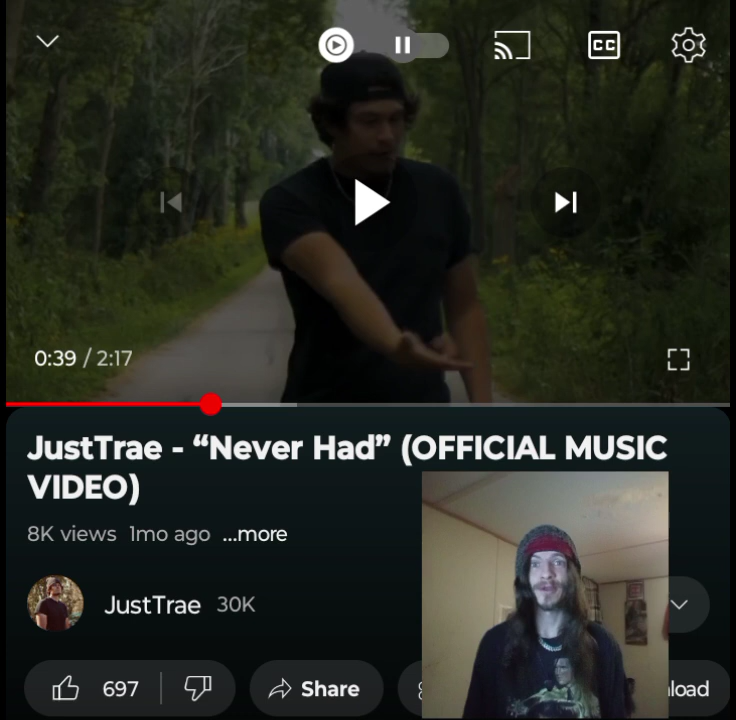 CC
0:39 / 2:17
JustTrae - “Never Had” (OFFICIAL MUSIC
VIDEO)
8K views 1mo ago ...more
JustTrae 30K
697 Share